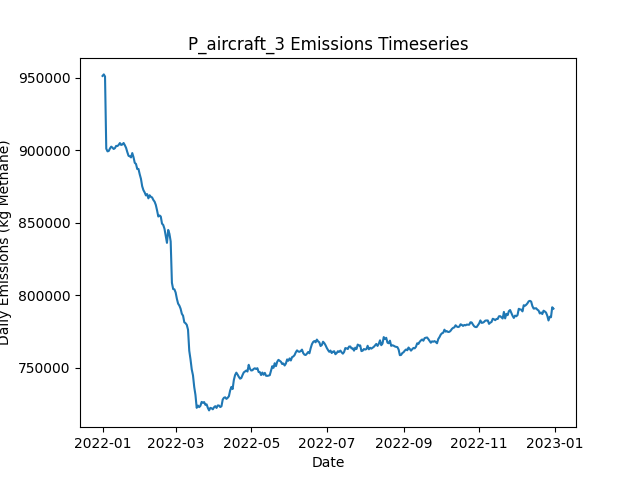 P_aircraft_3 Emissions Timeseries
Daily Emissions (kg Methane)
950000
900000
850000
800000
750000
2022-01 2022-03 2022-05 2022-07 2022-09 2022-11 2023-01
Date